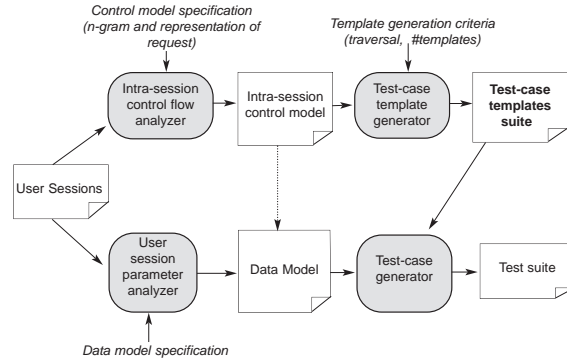 Control model specification
(n-gram and representation of
request)
Template generation criteria
(traversal, #templates)
Intra-session
control flow
analyzer
Intra-session
control model
Test-case
template
generator
Test-case
templates
suite
User Sessions
User
session
parameter
analyzer
Data Model
Test-case
generator
Test suite
Data model specification